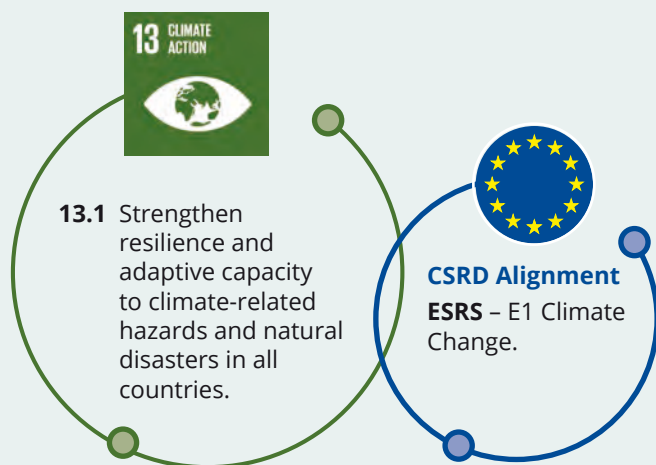 13 CLIMATE
ACTION
13.1 Strengthen
resilience and
adaptive capacity
to climate-related
hazards and natural
disasters in all
countries.
CSRD Alignment
ESRS – E1 Climate
Change.